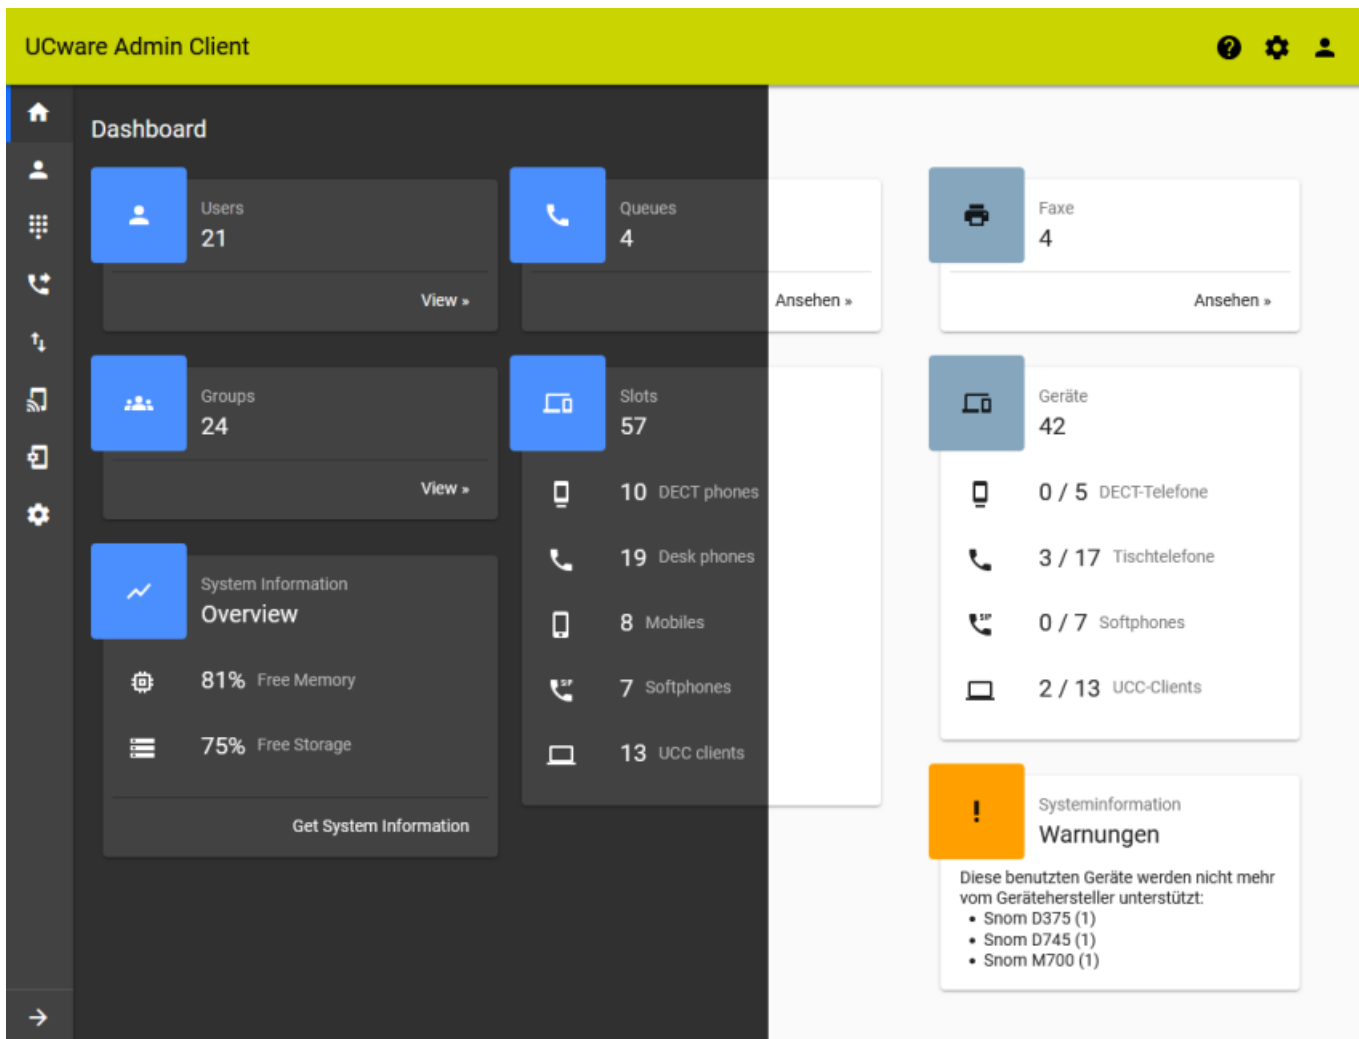 UCware Admin Client
Dashboard
Users
21
View »
Queues
4
Ansehen »
Faxe
4
Ansehen »
Groups
24
View »
Slots
57
10 DECT phones
19 Desk phones
8 Mobiles
7 Softphones
13 UCC clients
Geräte
42
0 / 5 DECT-Telefone
3 / 17 Tischtelefone
0 / 7 Softphones
2 / 13 UCC-Clients
System Information
Overview
81% Free Memory
75% Free Storage
Get System Information
Systeminformation
Warnungen
Diese benutzten Geräte werden nicht mehr
vom Gerätehersteller unterstützt:
• Snom D375 (1)
• Snom D745 (1)
• Snom M700 (1)